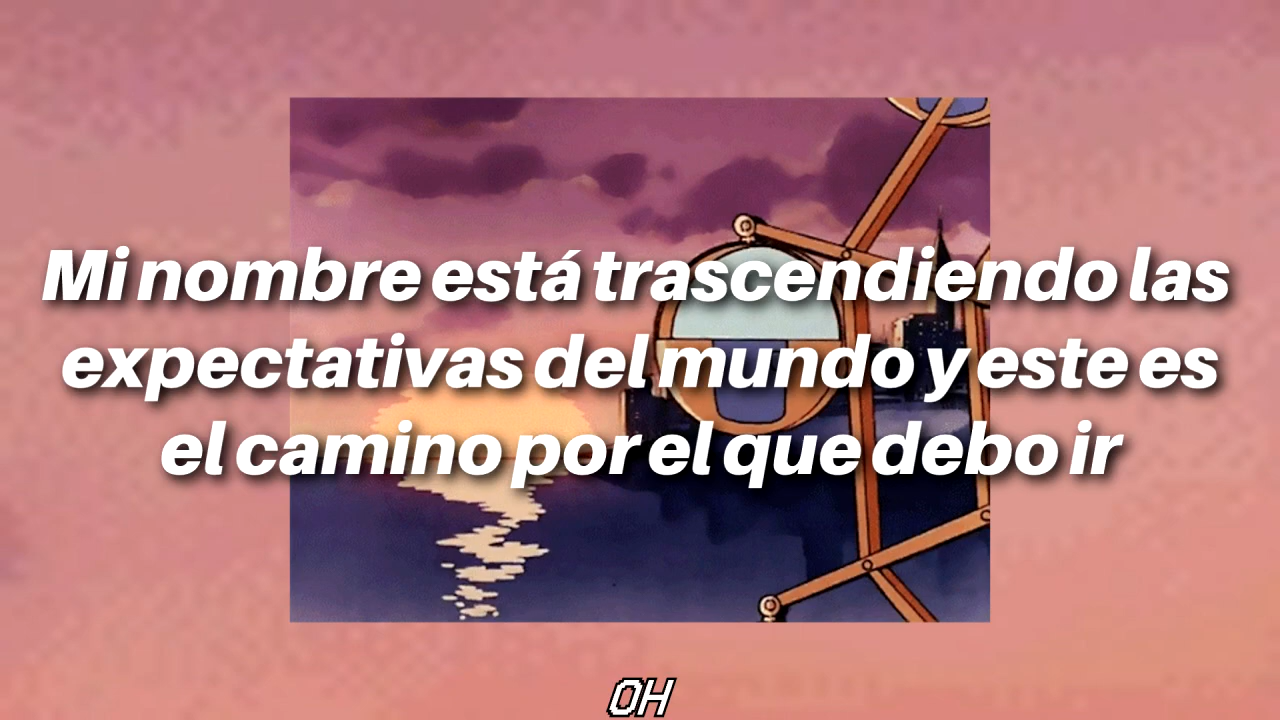 Mi nombre está trascendiendo las
expectativas del mundo y este es
el camino por el que debo ir
OH